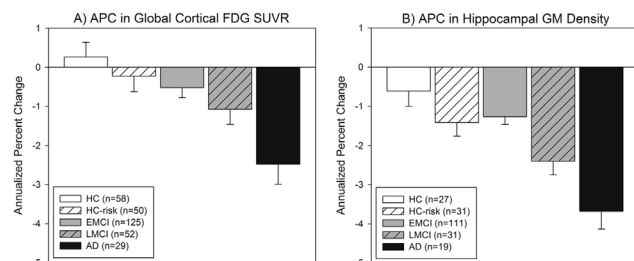 A) APC in Global Cortical FDG SUVR
Annualized Percent Change
1
0
-1
-2
-3
-4
HC (n=58)
HC-risk (n=50)
EMCI (n=125)
LMCI (n=52)
AD (n=29)
B) APC in Hippocampal GM Density
Annualized Percent Change
1
0
-1
-2
-3
-4
HC (n=27)
HC-risk (n=31)
EMCI (n=111)
LMCI (n=31)
AD (n=19)